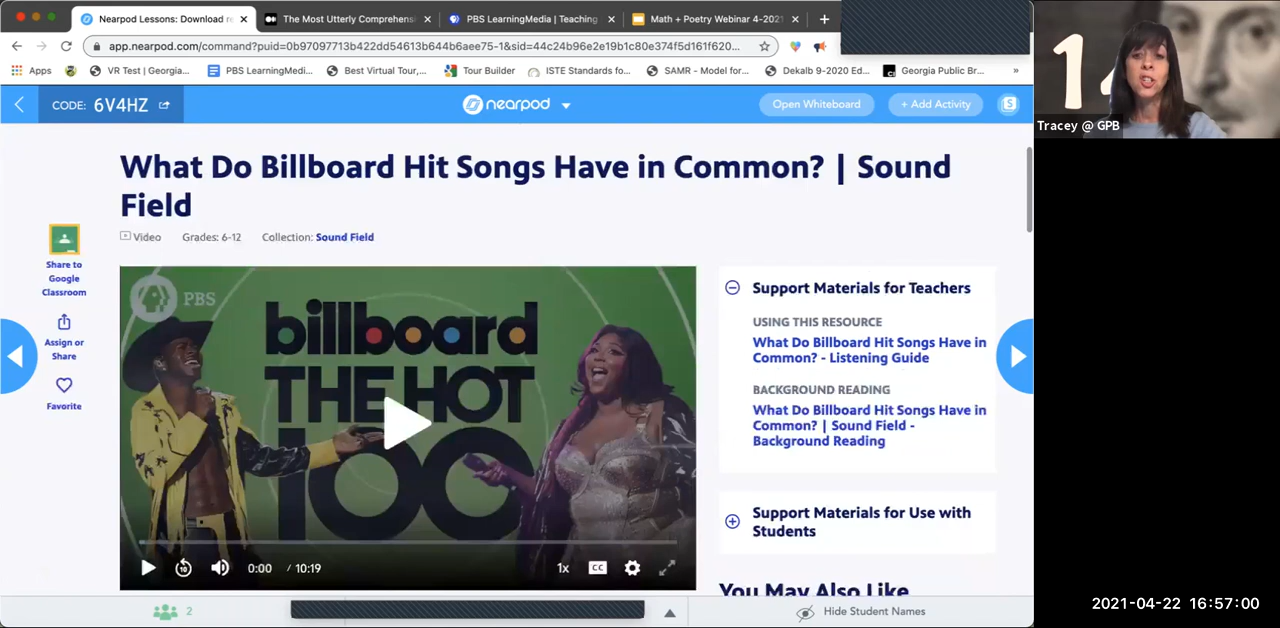 Nearpod Lessons: Download r
The Most Utterly Comprehens
PBS LearningMedia | Teaching
Math + Poetry Webinar 4-2021
app.nearpod.com/command?puid=0b97097713b422dd54613b644b6aee75-1&sid=44c24b96e2e19b1c80e374f5d161f620...
Apps
VR Test | Georgia...
PBS LearningMedi...
Best Virtual Tour,...
Tour Builder
ISTE Standards fo...
SAMR - Model for...
Dekalb 9-2020 Ed...
Georgia Public Br...
»
CODE: 6V4HZ
nearpod
Open Whiteboard
+ Add Activity
S
What Do Billboard Hit Songs Have in Common? | Sound
Field
Video Grades: 6-12 Collection: Sound Field
Share to
Google
Classroom
Assign or
Share
Favorite
PBS
billboard
THE HOT
100
0:00 / 10:19
1x
CC
Support Materials for Teachers
USING THIS RESOURCE
What Do Billboard Hit Songs Have in
Common? - Listening Guide
BACKGROUND READING
What Do Billboard Hit Songs Have in
Common? | Sound Field -
Background Reading
Support Materials for Use with
Students
You May Also Like
2
Hide Student Names
Tracey @ GPB
2021-04-22 16:57:00